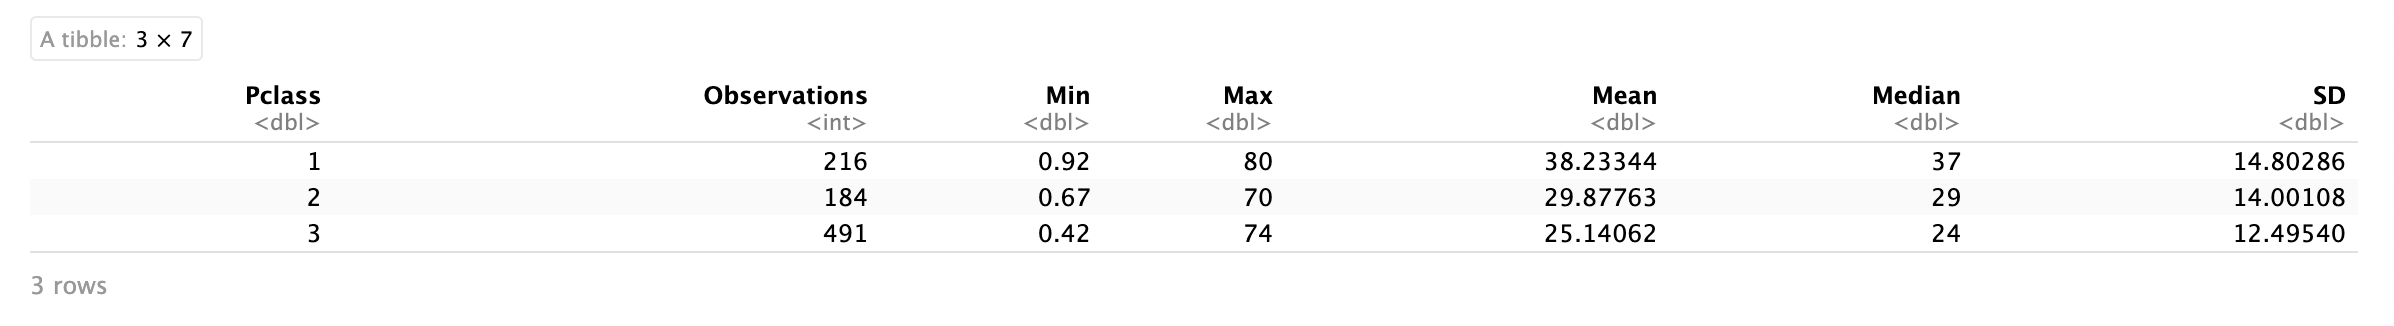 A tibble: 3 × 7
Pclass Observations Min Max Mean Median SD
<dbl> <int> <dbl> <dbl> <dbl> <dbl> <dbl>
1 216 0.92 80 38.23344 37 14.80286
2 184 0.67 70 29.87763 29 14.00108
3 491 0.42 74 25.14062 24 12.49540
3 rows